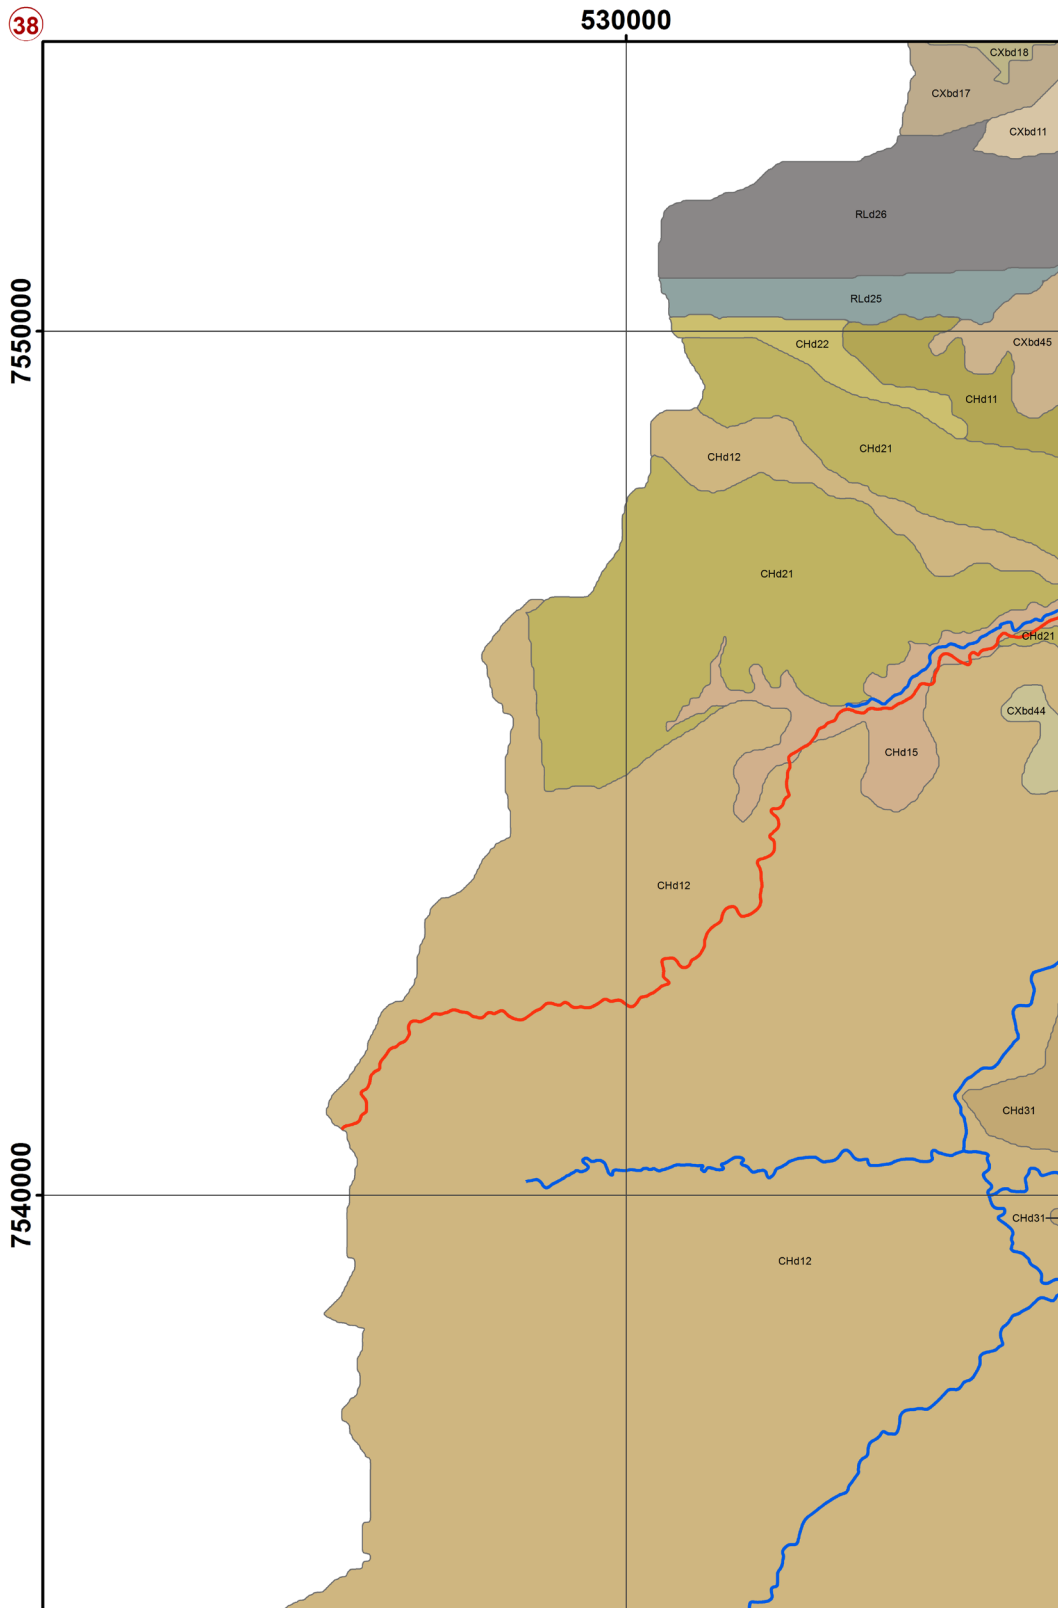 38
530000
CXbd18
CXbd17
CXbd11
RLd26
RLd25
7550000
CHd22
CXbd45
CHd11
CHd21
CHd12
CHd21
CHd21
CXbd44
CHd15
CHd12
CHd31
7540000
CHd31
CHd12